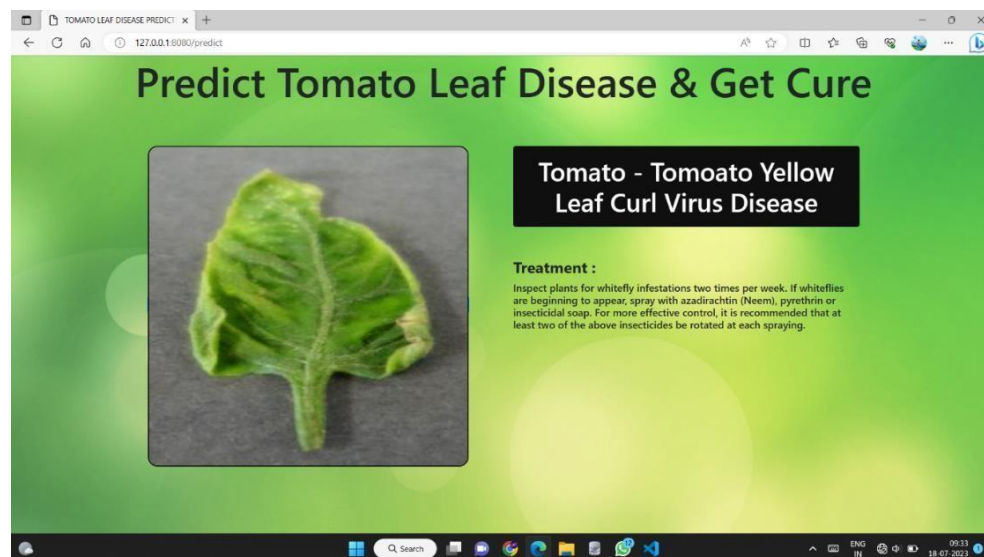 TOMATO LEAF DISEASE PREDICT
127.0.0.1:8080/predict
Predict Tomato Leaf Disease & Get Cure
Tomato - Tomoato Yellow
Leaf Curl Virus Disease
Treatment :
Inspect plants for whitefly infestations two times per week. If whiteflies
are beginning to appear, spray with azadirachtin (Neem), pyrethrin or
insecticidal soap. For more effective control, it is recommended that at
least two of the above insecticides be rotated at each spraying.
Search
ENG
IN
09:33
18-07-2023